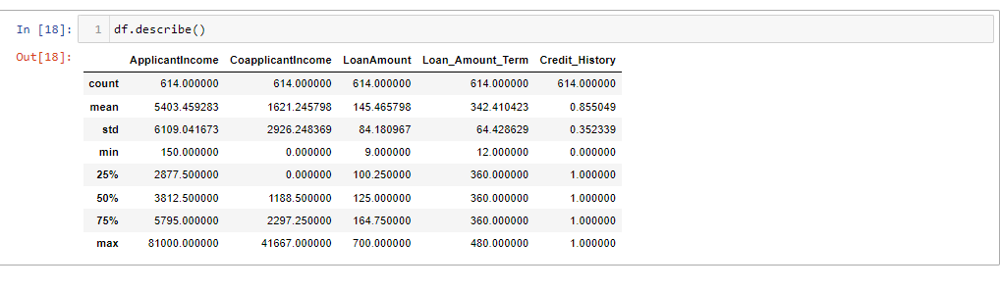 In [18]: 1 df.describe()
Out[18]:
ApplicantIncome CoapplicantIncome LoanAmount Loan_Amount_Term Credit_History
count 614.000000 614.000000 614.000000 614.000000 614.000000
mean 5403.459283 1621.245798 145.465798 342.410423 0.855049
std 6109.041673 2926.248369 84.180967 64.428629 0.352339
min 150.000000 0.000000 9.000000 12.000000 0.000000
25% 2877.500000 0.000000 100.250000 360.000000 1.000000
50% 3812.500000 1188.500000 125.000000 360.000000 1.000000
75% 5795.000000 2297.250000 164.750000 360.000000 1.000000
max 81000.000000 41667.000000 700.000000 480.000000 1.000000